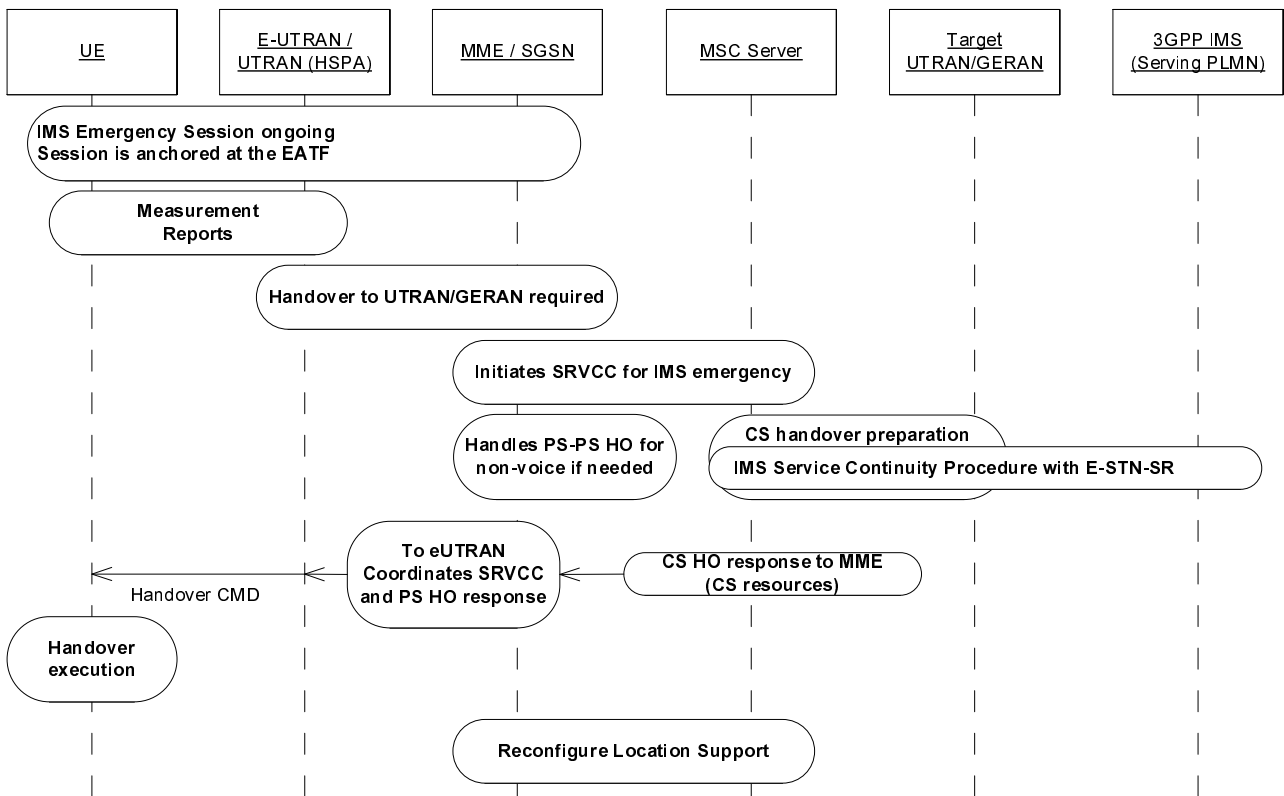 UE
E-UTRAN /
UTRAN (HSPA)
MME / SGSN
MSC Server
Target
UTRAN/GERAN
3GPP IMS
(Serving PLMN)
IMS Emergency Session ongoing
Session is anchored at the EATF
Measurement
Reports
Handover to UTRAN/GERAN required
Initiates SRVCC for IMS emergency
Handles PS-PS HO for
non-voice if needed
CS handover preparation
IMS Service Continuity Procedure with E-STN-SR
To eUTRAN
Coordinates SRVCC
and PS HO response
CS HO response to MME
(CS resources)
Handover CMD
Handover
execution
Reconfigure Location Support